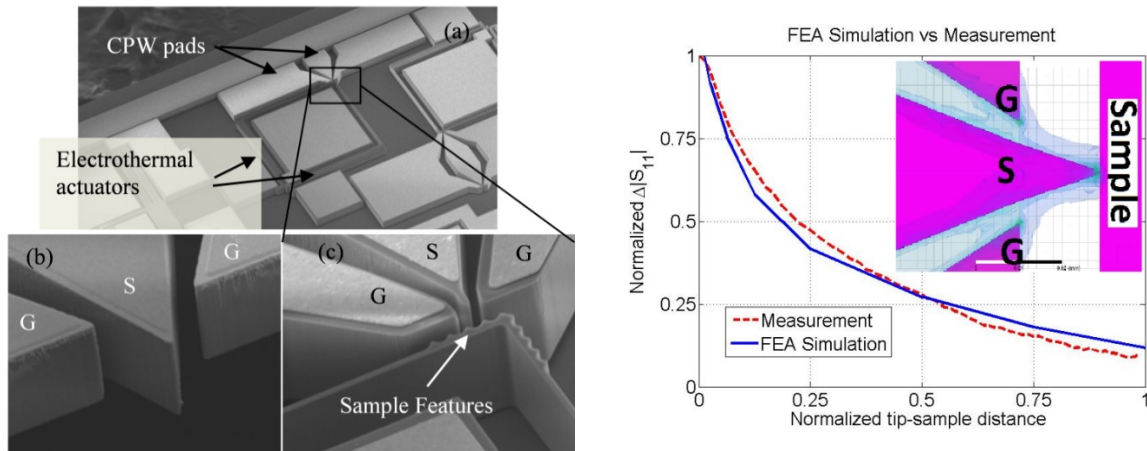 (a)
CPW pads
Electrothermal
actuators
(b)
S
G
G
(c)
S
G
G
Sample Features
FEA Simulation vs Measurement
Normalized Δ|S11|
1
0.75
0.5
0.25
0
G
S
G
Sample
Measurement
FEA Simulation
0
0.25
0.5
0.75
1
Normalized tip-sample distance